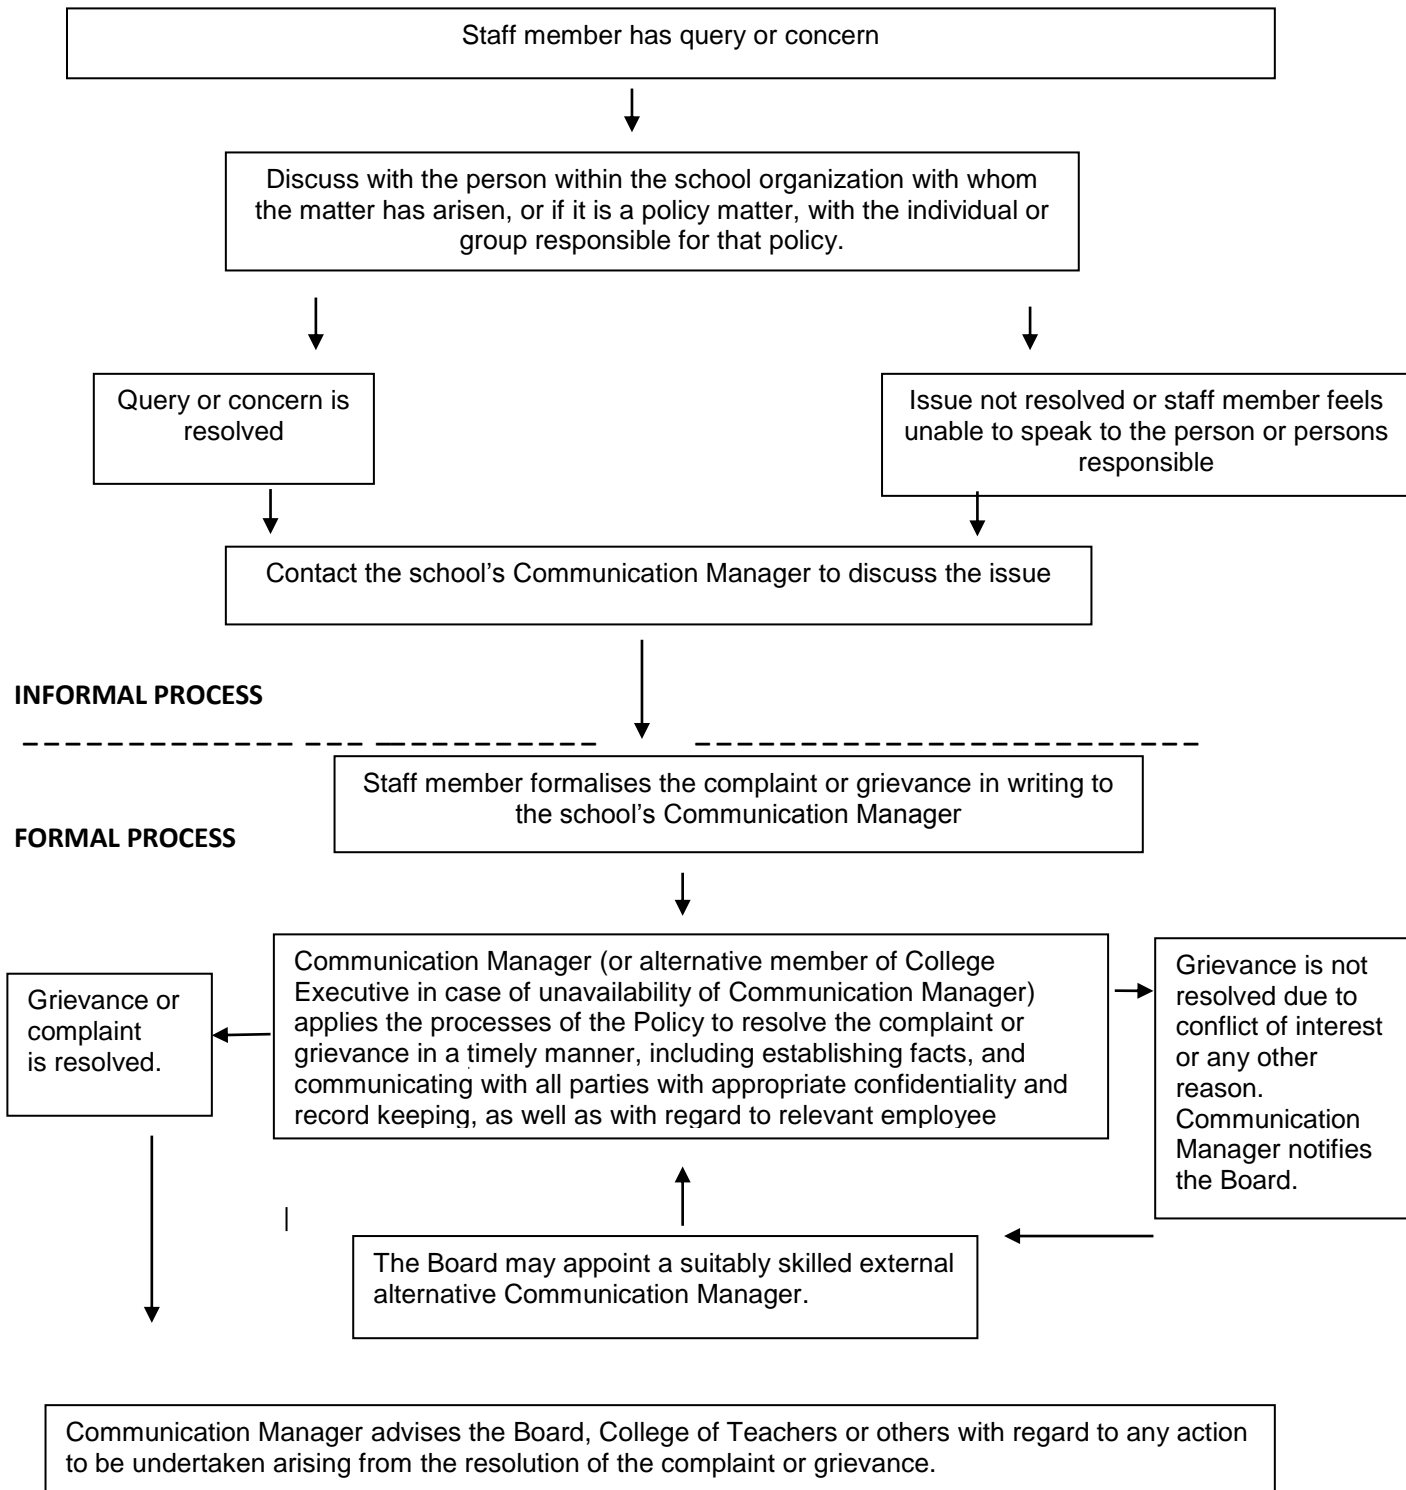 Staff member has query or concern
Discuss with the person within the school organization with whom
the matter has arisen, or if it is a policy matter, with the individual or
group responsible for that policy.
Query or concern is
resolved
Issue not resolved or staff member feels
unable to speak to the person or persons
responsible
Contact the school’s Communication Manager to discuss the issue
INFORMAL PROCESS
Staff member formalises the complaint or grievance in writing to
the school’s Communication Manager
FORMAL PROCESS
Grievance or
complaint
is resolved.
Communication Manager (or alternative member of College
Executive in case of unavailability of Communication Manager)
applies the processes of the Policy to resolve the complaint or
grievance in a timely manner, including establishing facts, and
communicating with all parties with appropriate confidentiality and
record keeping, as well as with regard to relevant employee
Grievance is not
resolved due to
conflict of interest
or any other
reason.
Communication
Manager notifies
the Board.
The Board may appoint a suitably skilled external
alternative Communication Manager.
Communication Manager advises the Board, College of Teachers or others with regard to any action
to be undertaken arising from the resolution of the complaint or grievance.